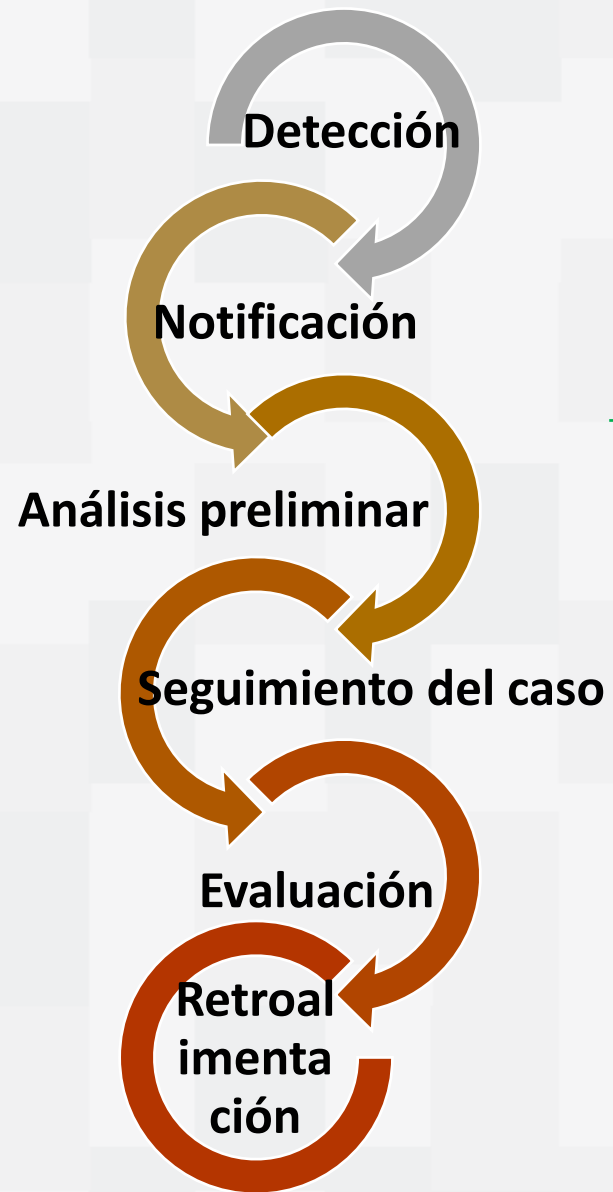 Detección
Notificación
Análisis preliminar
Seguimiento del caso
Evaluación
Retroal
imenta
ción